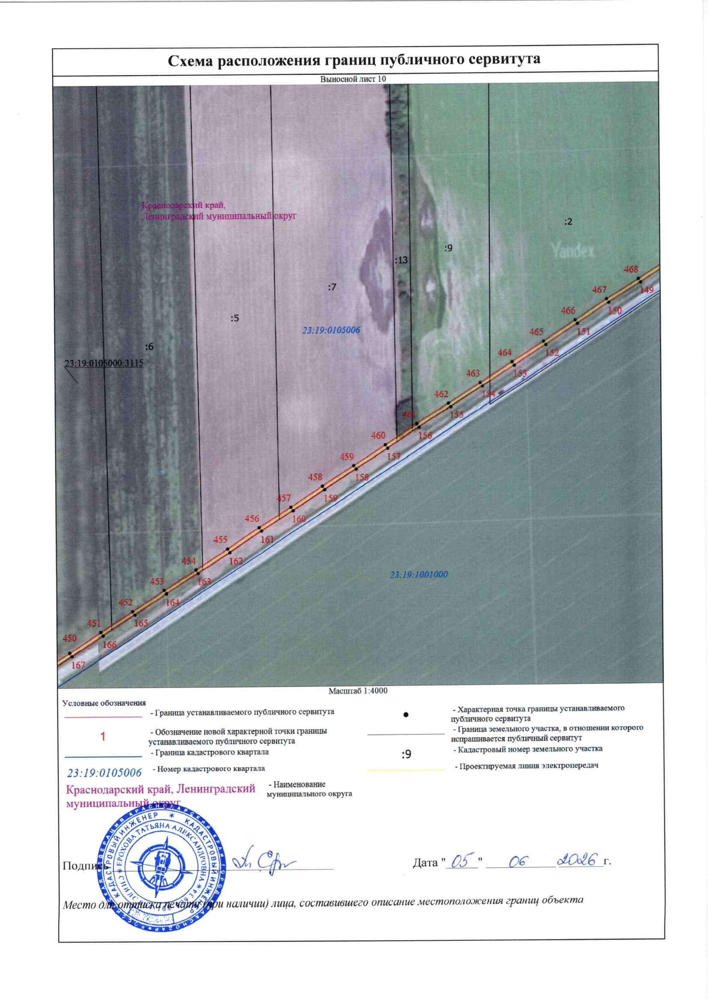 Схема расположения границ публичного сервитута
Выносной лист 10
Краснодарский край,
Ленинградский муниципальный округ
:2
Yandex
:9
:13
468
:7
467
149
466
150
:5
23:19:0105006
465
151
:6
464
152
23:19:0105000:3115
463
153
462
154
461
155
460
156
459
157
458
158
457
159
456
160
455
161
454
162
23:19:1001000
453
163
452
164
451
165
450
166
167
Масштаб 1:4000
Условные обозначения
- Граница устанавливаемого публичного сервитута
- Характерная точка границы устанавливаемого
публичного сервитута
1
- Обозначение новой характерной точки границы
устанавливаемого публичного сервитута
- Граница земельного участка, в отношении которого
испрашивается публичный сервитут
- Граница кадастрового квартала
:9
- Кадастровый номер земельного участка
23:19:0105006
- Номер кадастрового квартала
- Проектируемая линия электропередач
Краснодарский край, Ленинградский
муниципальный округ
- Наименование
муниципального округа
КАДАСТРОВЫЙ ИНЖЕНЕР * КАДАСТРОВЫЙ ИНЖЕНЕР
ЕРОХОВА ТАТЬЯНА АЛЕКСАНДРОВНА
Подпись
Дата "05" 06 2026 г.
Место для оттиска печати (при наличии) лица, составившего описание местоположения границ объекта